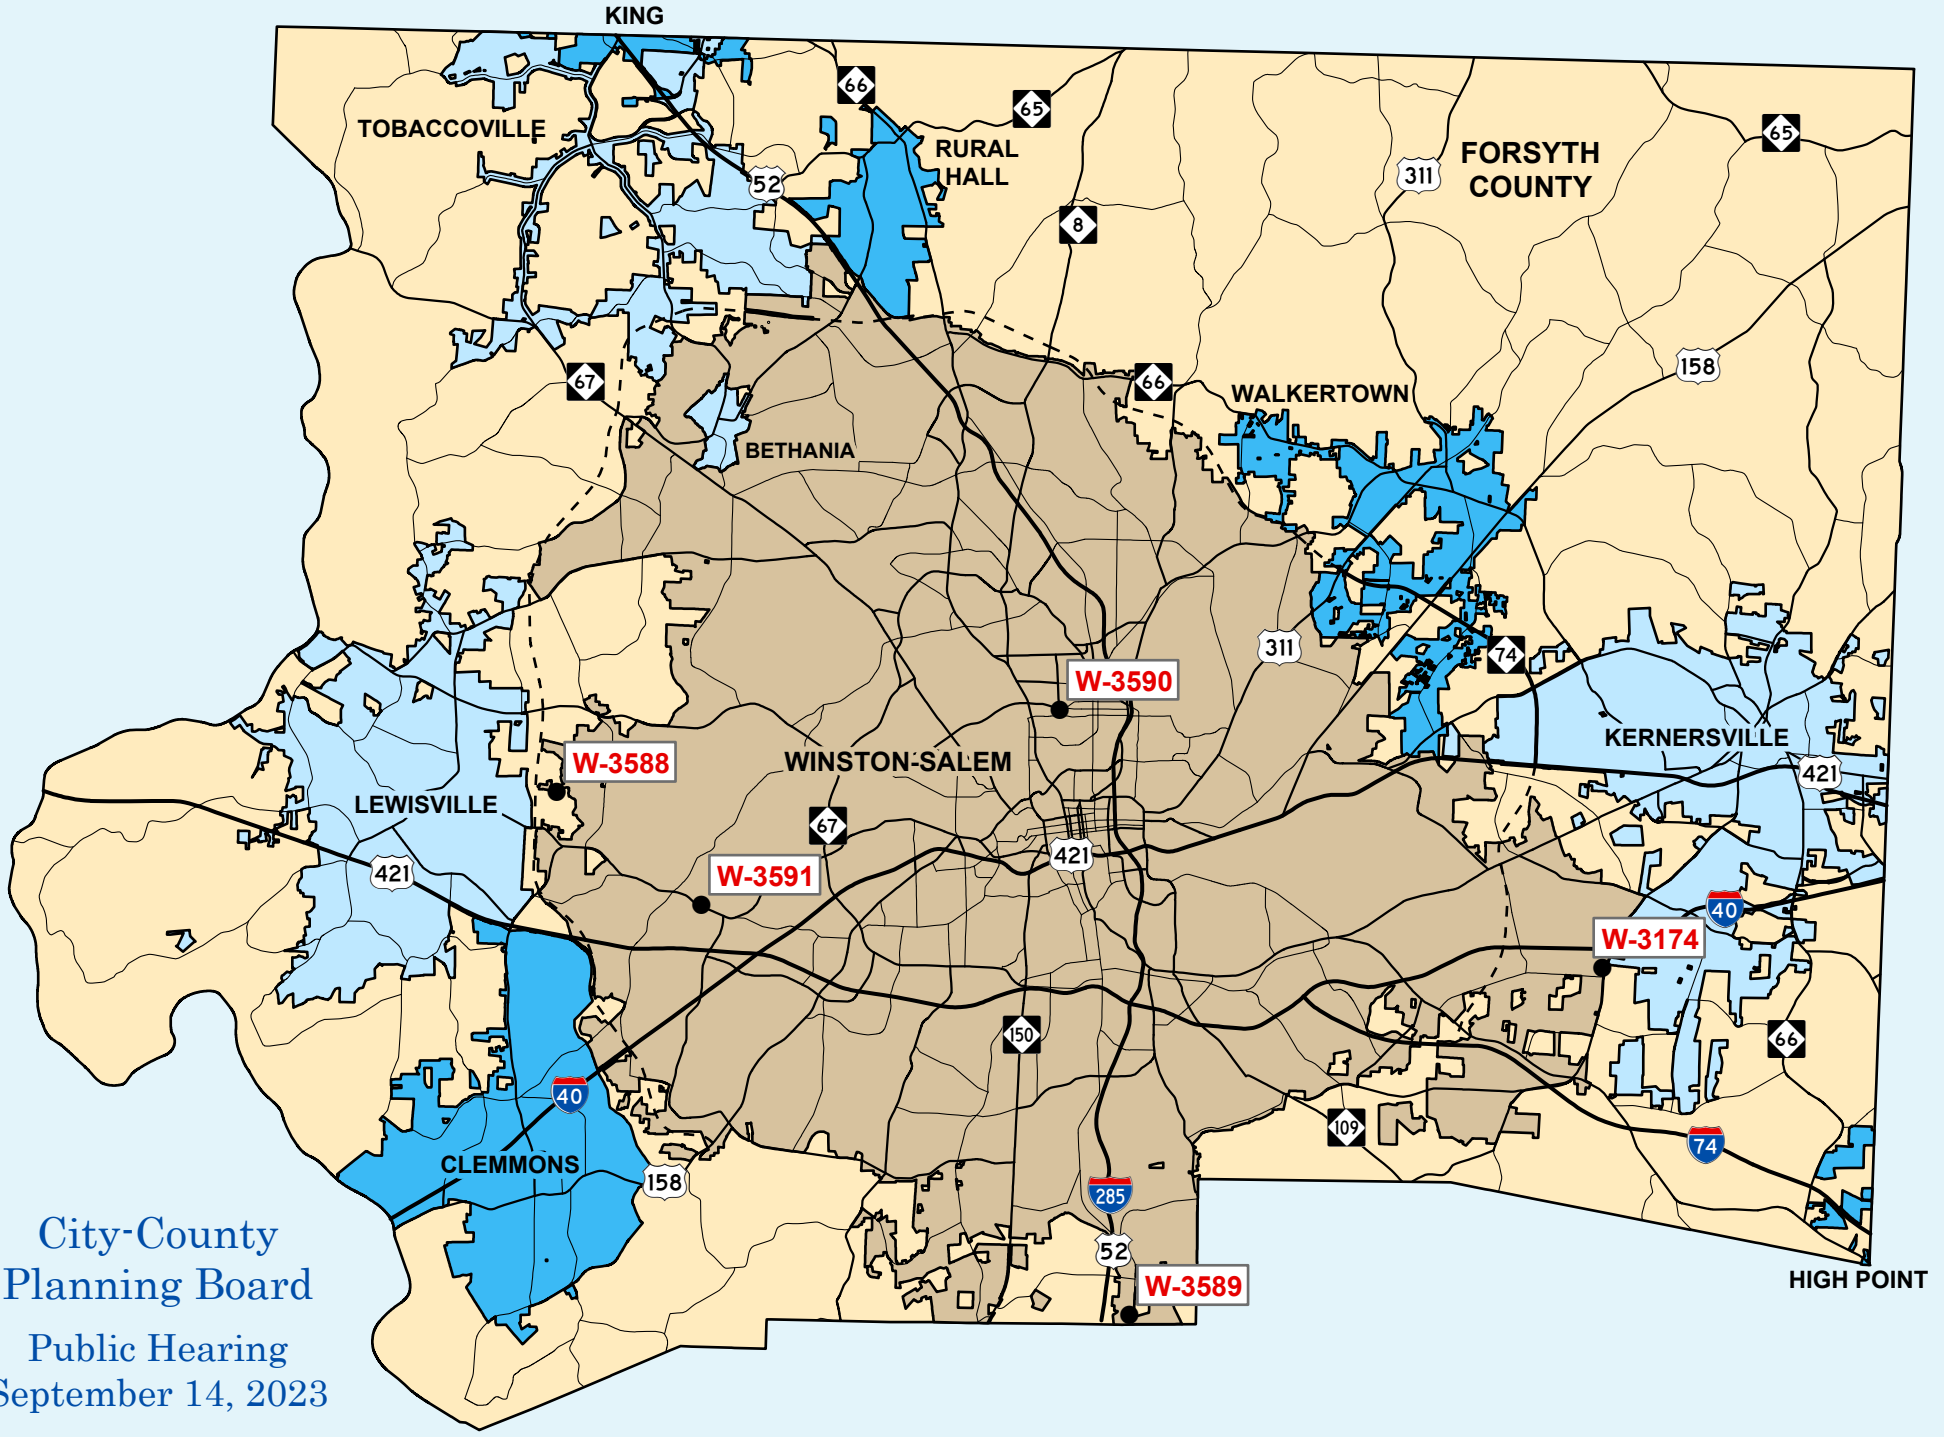 KING
66
65
TOBACCOVILLE
RURAL
HALL
65
FORSYTH
COUNTY
311
52
8
158
67
66
WALKERTOWN
BETHANIA
311
74
W-3590
KERNERSVILLE
W-3588
WINSTON-SALEM
421
LEWISVILLE
67
421
421
W-3591
40
W-3174
150
66
40
109
74
CLEMMONS
158
285
52
W-3589
HIGH POINT
City-County
Planning Board
Public Hearing
September 14, 2023